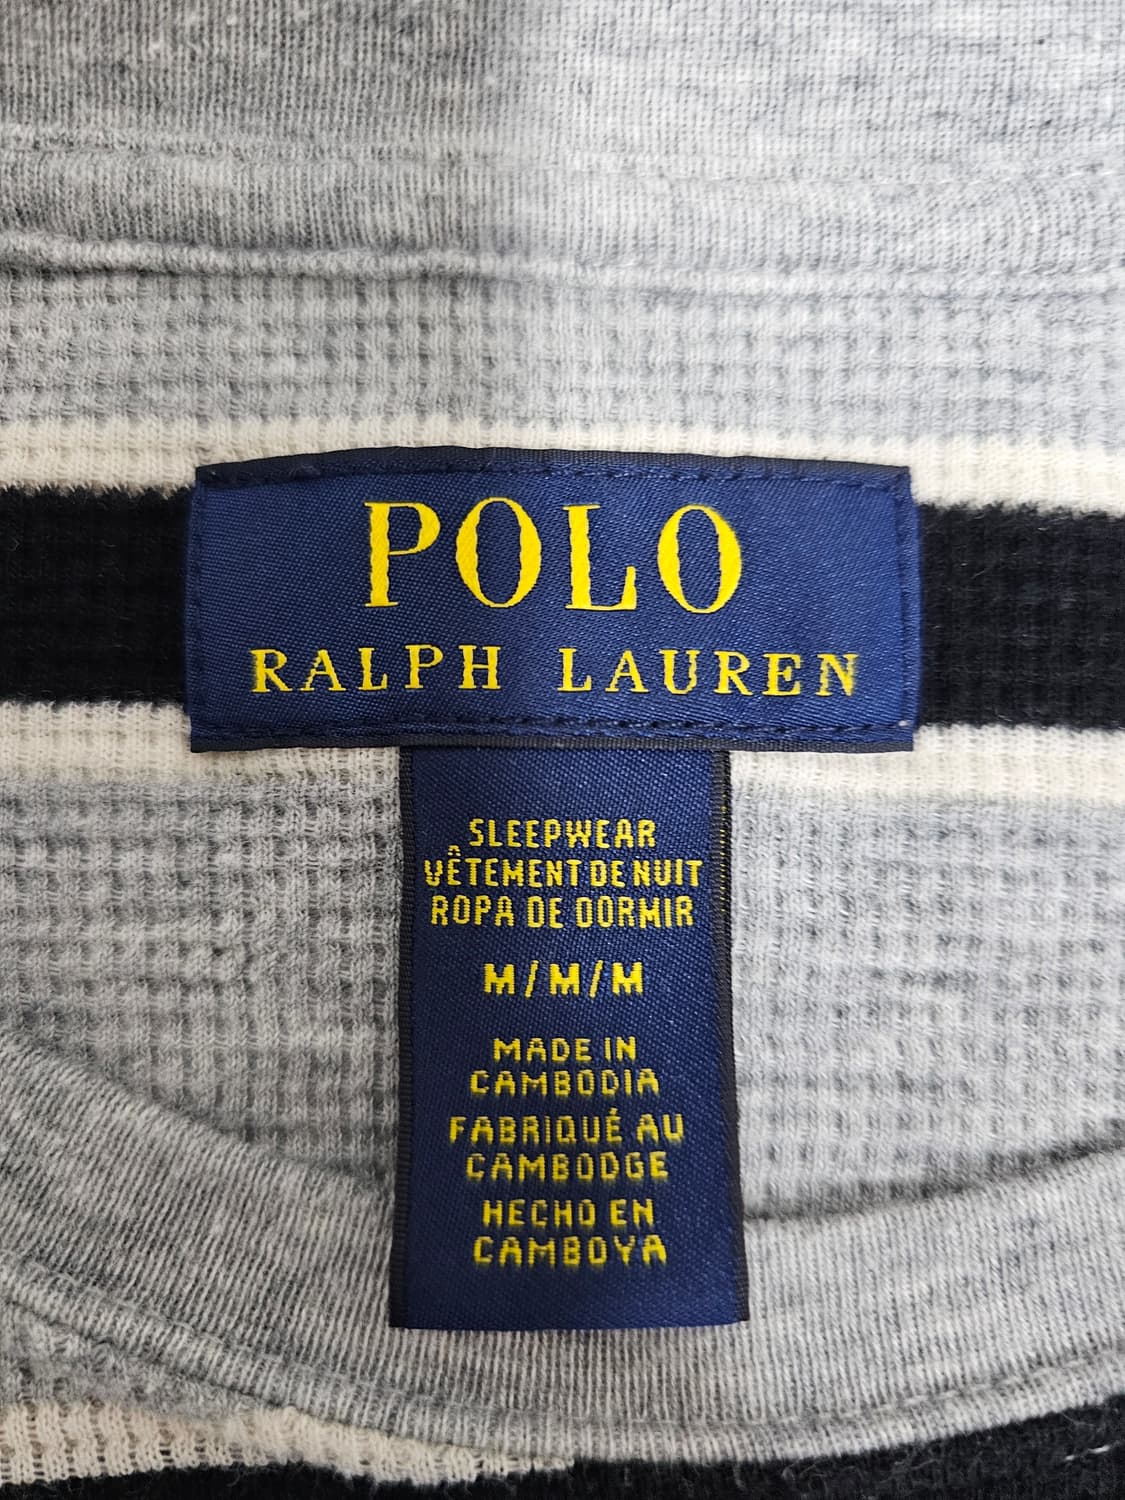 POLO
RALPH LAUREN
SLEEPWEAR
VÊTEMENT DE NUIT
ROPA DE DORMIR
M/M/M
MADE IN
CAMBODIA
FABRIQUÉ AU
CAMBODGE
HECHO EN
CAMBOYA